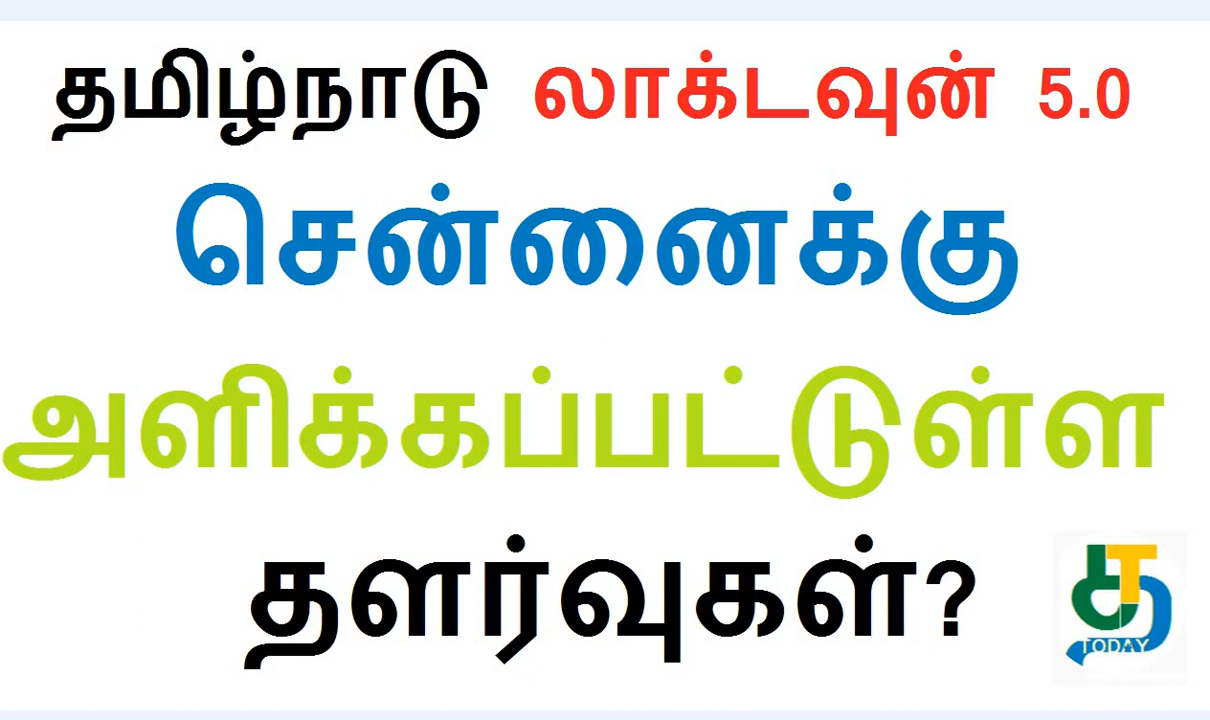 தமிழ்நாடு லாக்டவுன் 5.0
சென்னைக்கு
அளிக்கப்பட்டுள்ள
தளர்வுகள்?
TODAY